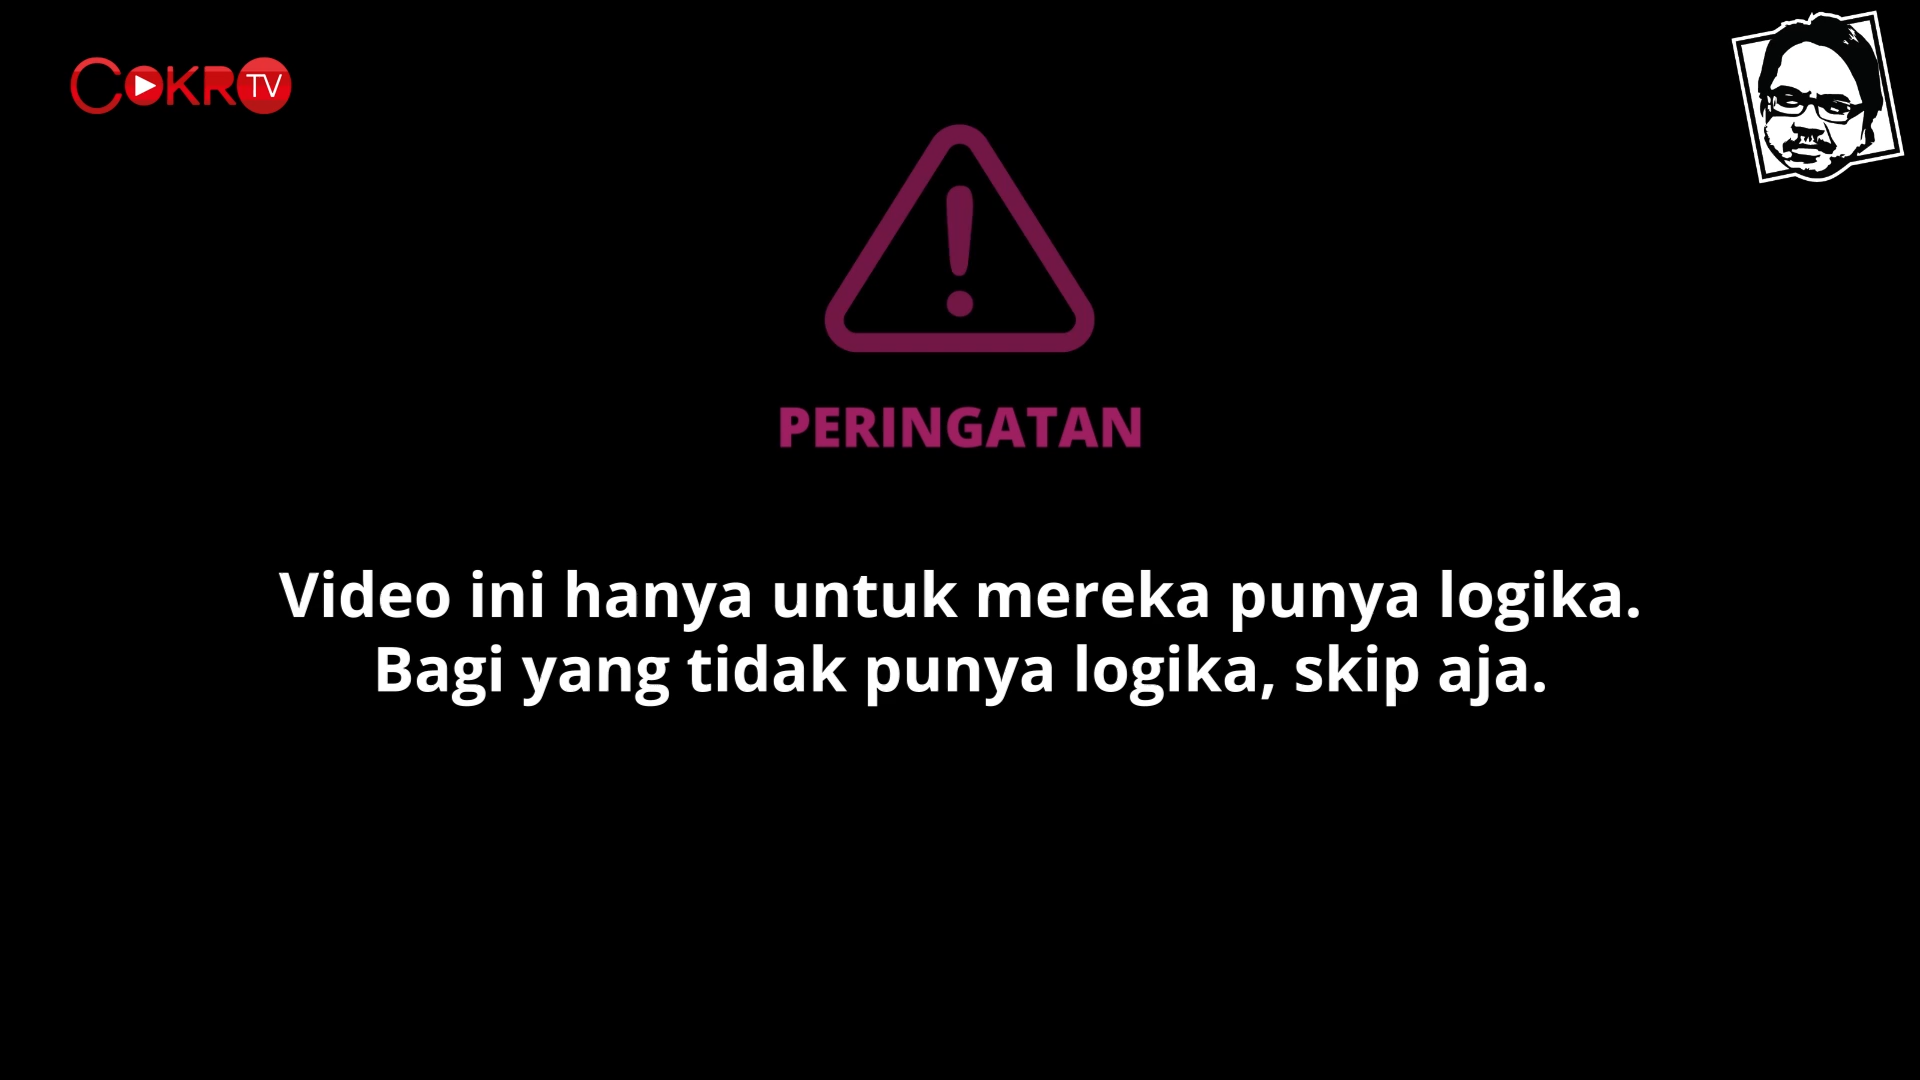 COKRO TV
PERINGATAN
Video ini hanya untuk mereka punya logika.
Bagi yang tidak punya logika, skip aja.